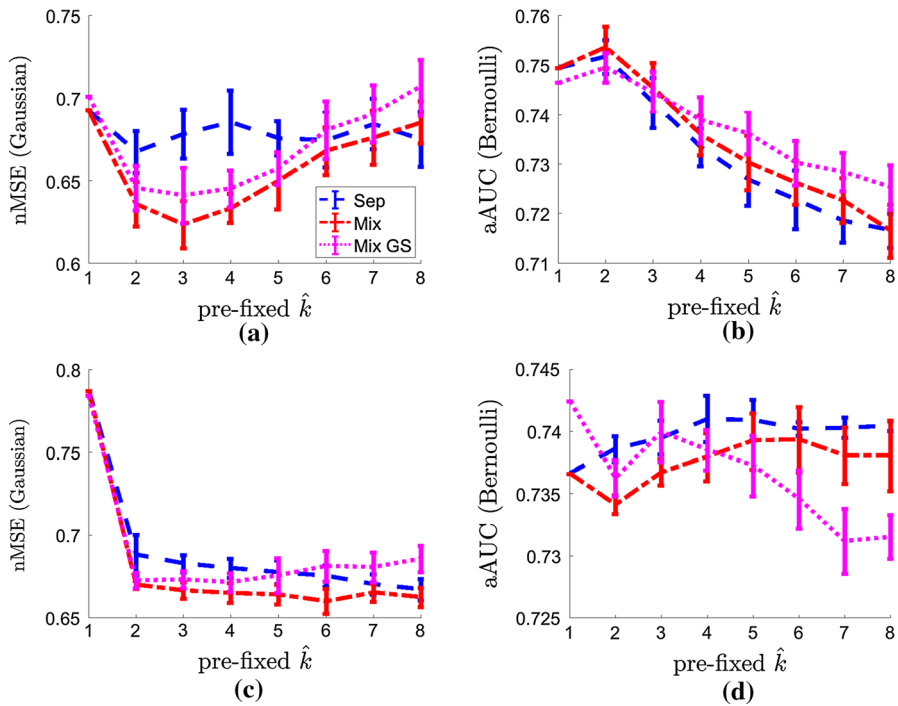 0.75
0.7
0.65
0.6
nMSE (Gaussian)
Sep
Mix
Mix GS
1 2 3 4 5 6 7 8
pre-fixed k̂
(a)
0.76
0.75
0.74
0.73
0.72
0.71
aAUC (Bernoulli)
1 2 3 4 5 6 7 8
pre-fixed k̂
(b)
0.8
0.75
0.7
0.65
nMSE (Gaussian)
1 2 3 4 5 6 7 8
pre-fixed k̂
(c)
0.745
0.74
0.735
0.73
0.725
aAUC (Bernoulli)
1 2 3 4 5 6 7 8
pre-fixed k̂
(d)